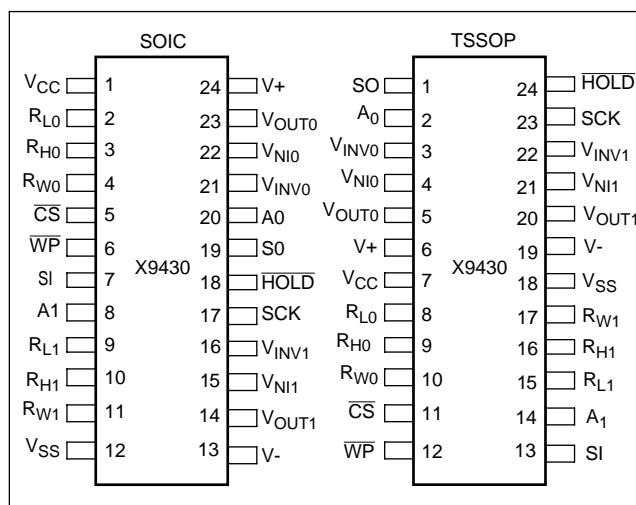 SOIC
TSSOP
VCC 1 24 V+
RL0 2 23 VOUT0
RH0 3 22 VNI0
RW0 4 21 VINV0
CS 5 20 A0
WP 6 19 S0
SI 7 X9430 18 HOLD
A1 8 17 SCK
RL1 9 16 VINV1
RH1 10 15 VNI1
RW1 11 14 VOUT1
VSS 12 13 V-
SO 1 24 HOLD
A0 2 23 SCK
VINV0 3 22 VINV1
VNI0 4 21 VNI1
VOUT0 5 20 VOUT1
V+ 6 19 V-
VCC 7 X9430 18 VSS
RL0 8 17 RW1
RH0 9 16 RH1
RW0 10 15 RL1
CS 11 14 A1
WP 12 13 SI